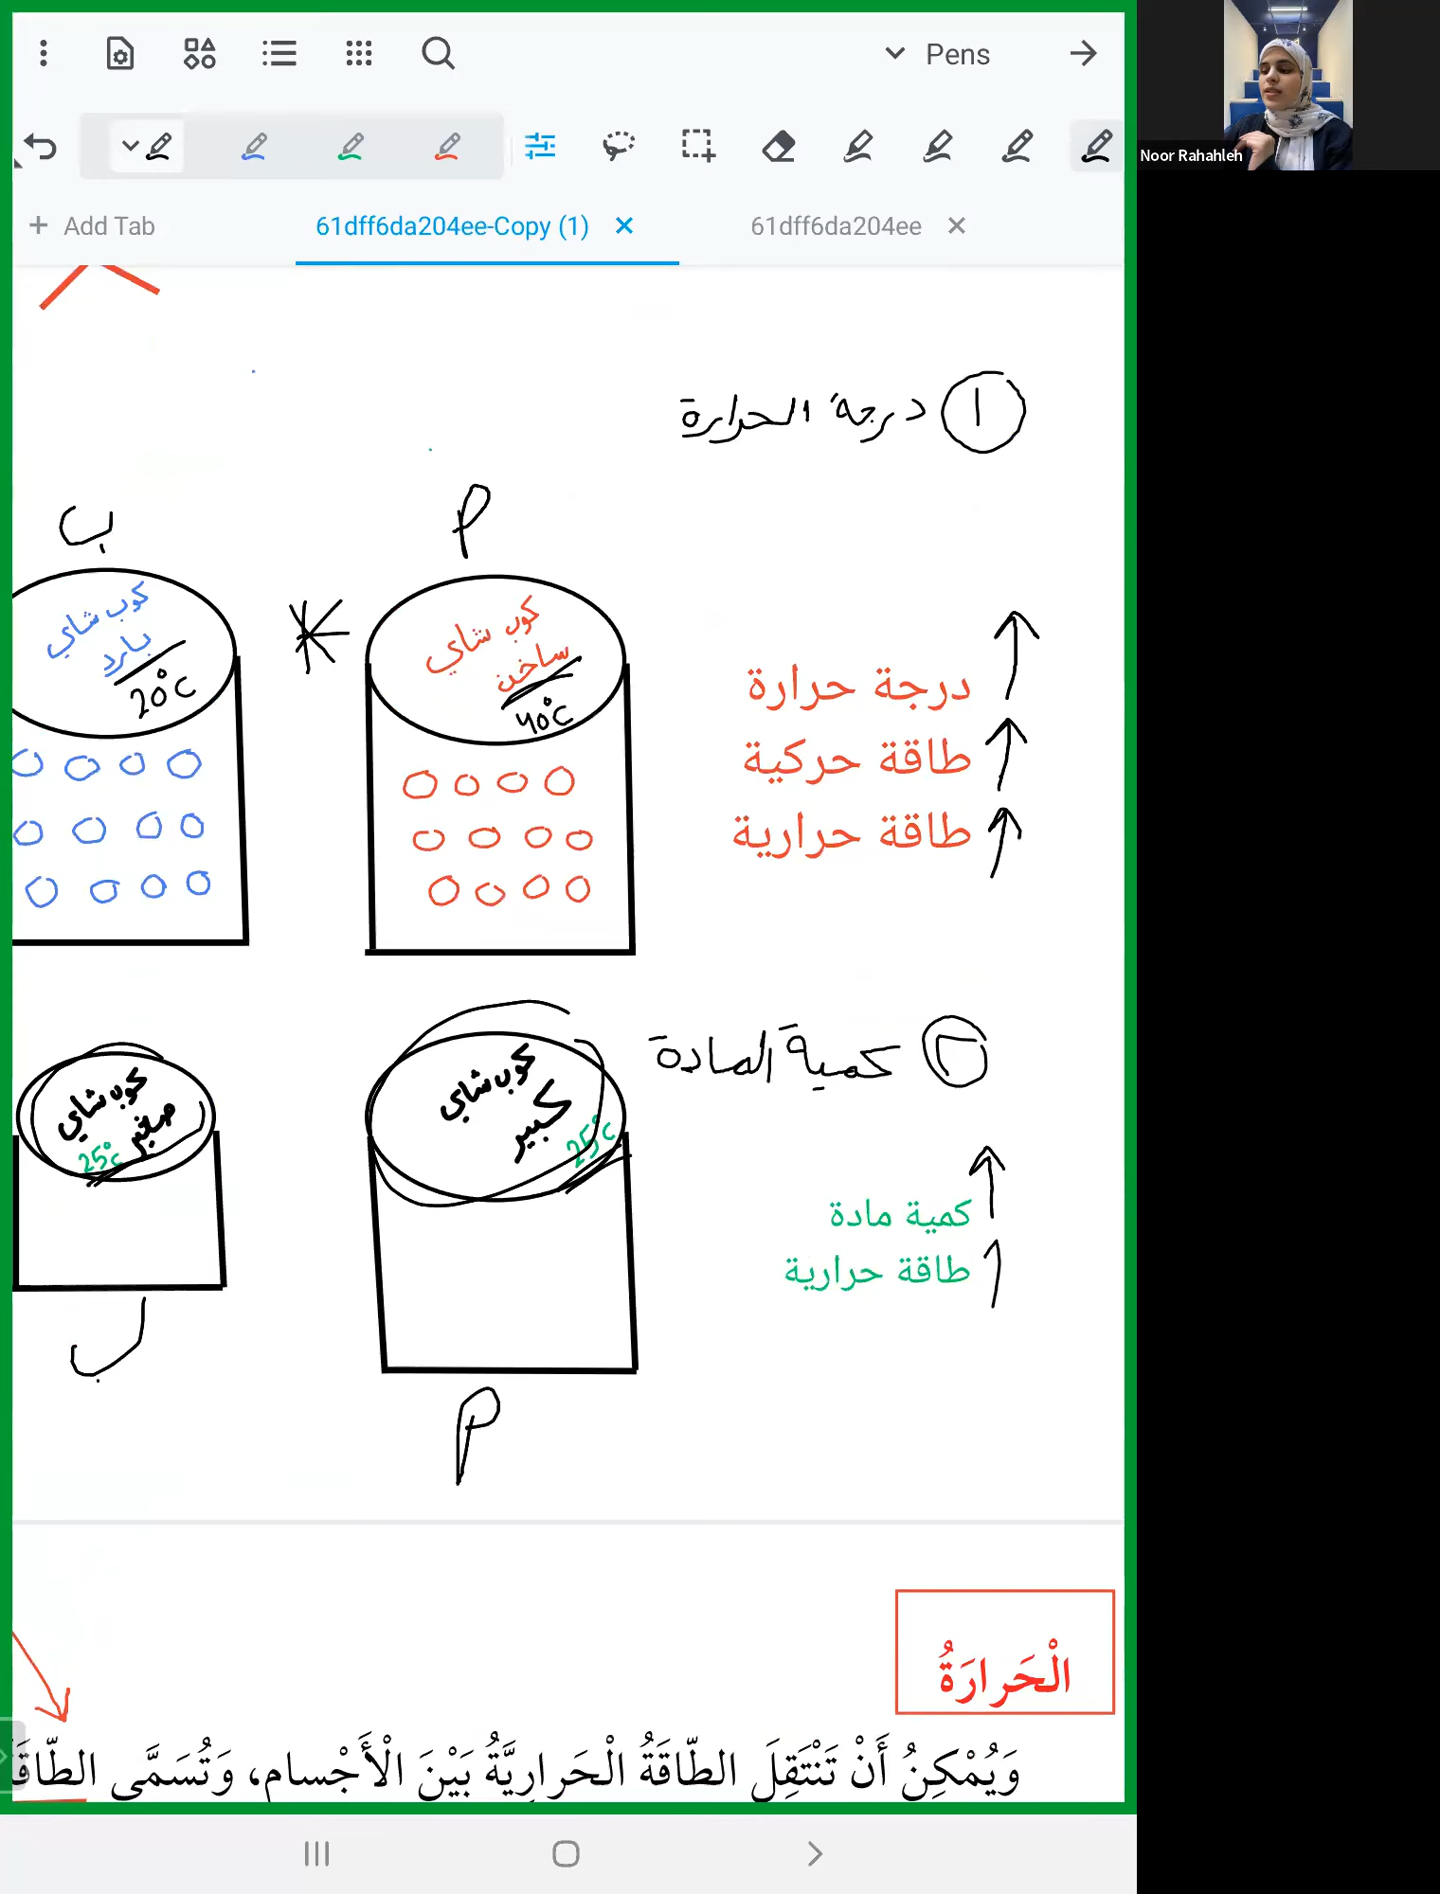 Pens
Noor Rahahleh
+ Add Tab
61dff6da204ee-Copy (1)
61dff6da204ee
١ درجة الحرارة
أ
ب
كوب شاي
ساخن
40°C
كوب شاي
بارد
20°C
درجة حرارة
طاقة حركية
طاقة حرارية
٢ كمية المادة
كوب شاي
كبير
25°C
كوب شاي
صغير
25°C
كمية مادة
طاقة حرارية
ب
أ
الْحَرارَةُ
وَيُمْكِنُ أَنْ تَنْتَقِلَ الطّاقَةُ الْحَرارِيَّةُ بَيْنَ الْأَجْسام، وَتُسَمَّى